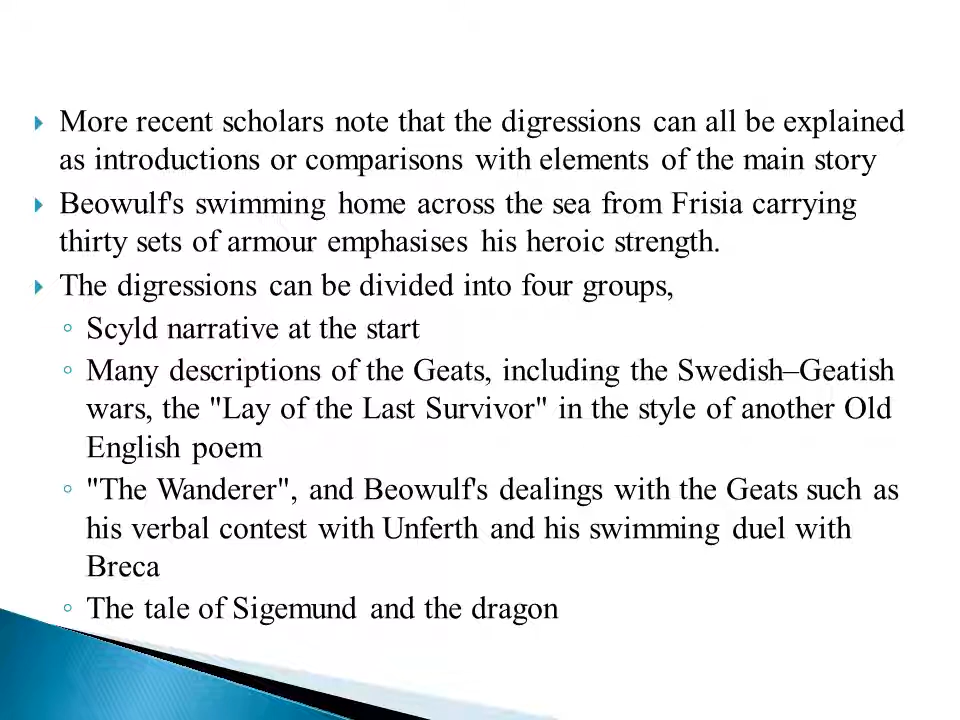 More recent scholars note that the digressions can all be explained
as introductions or comparisons with elements of the main story
Beowulf's swimming home across the sea from Frisia carrying
thirty sets of armour emphasises his heroic strength.
The digressions can be divided into four groups,
Scyld narrative at the start
Many descriptions of the Geats, including the Swedish–Geatish
wars, the "Lay of the Last Survivor" in the style of another Old
English poem
"The Wanderer", and Beowulf's dealings with the Geats such as
his verbal contest with Unferth and his swimming duel with
Breca
The tale of Sigemund and the dragon